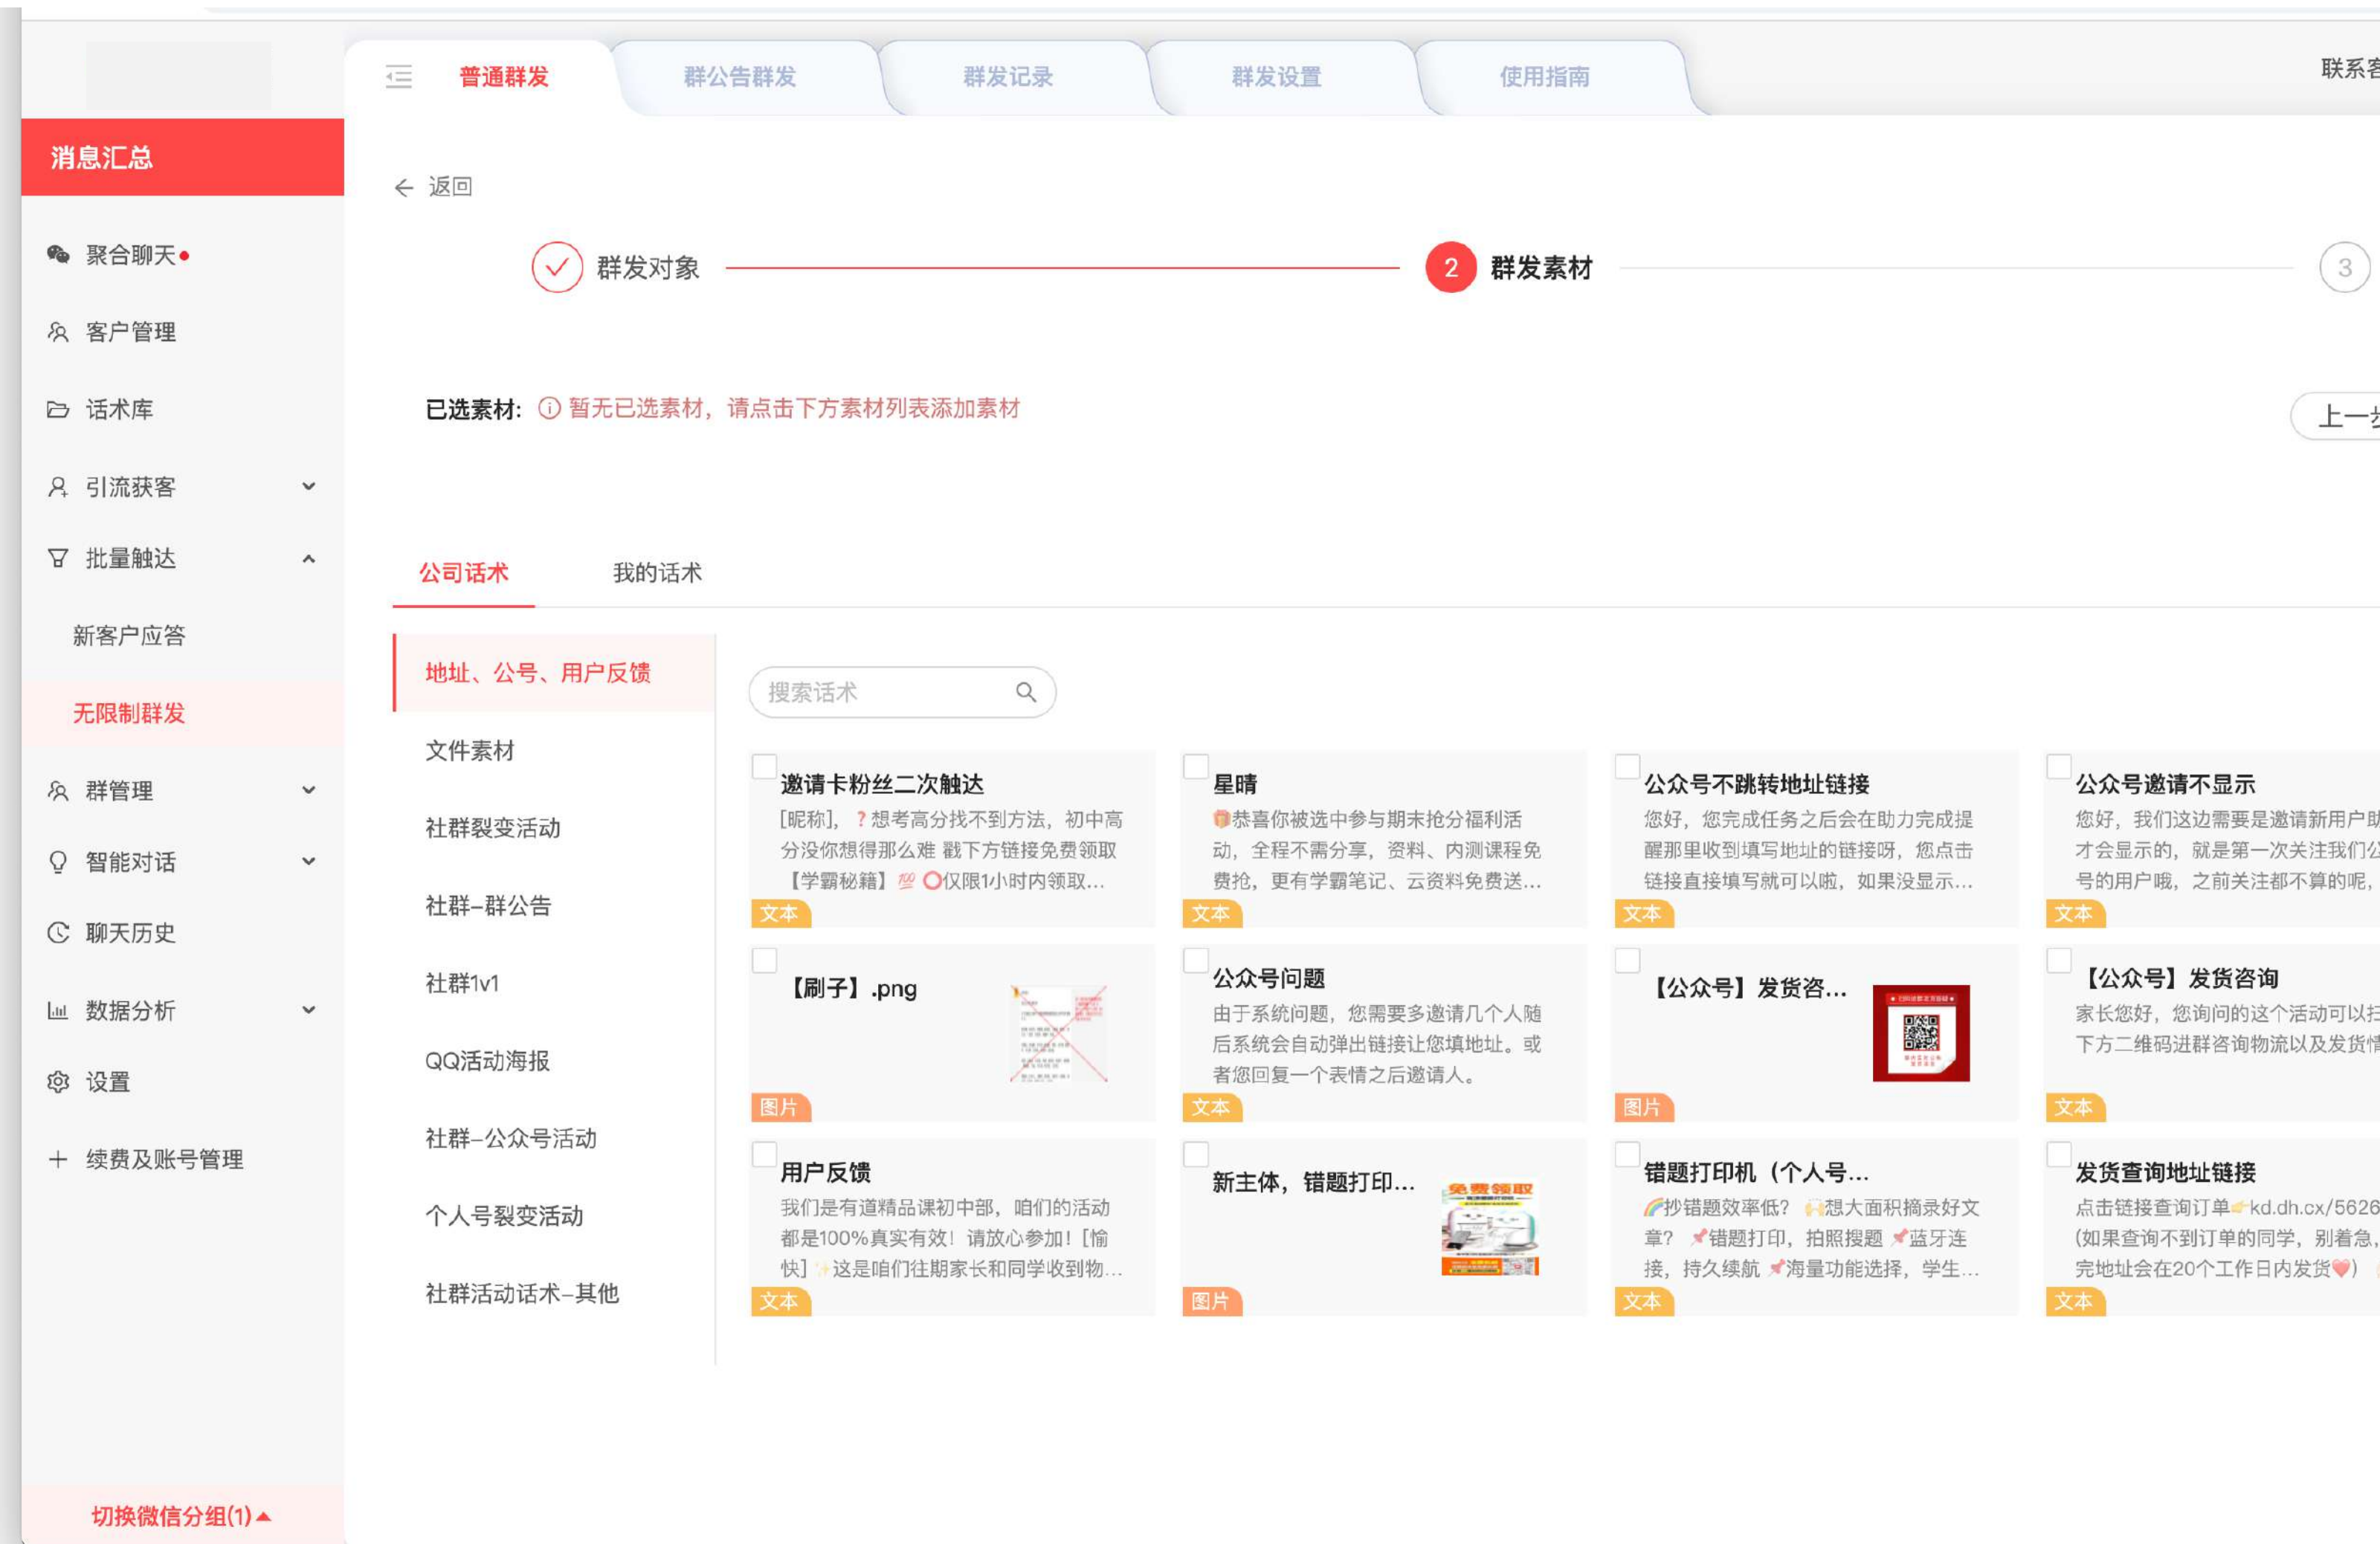 普通群发
群公告群发
群发记录
群发设置
使用指南
联系客
消息汇总
返回
聚合聊天
客户管理
话术库
引流获客
批量触达
新客户应答
无限制群发
群管理
智能对话
聊天历史
数据分析
设置
续费及账号管理
切换微信分组(1)
群发对象
2 群发素材
3
已选素材: 暂无已选素材，请点击下方素材列表添加素材
上一步
公司话术
我的话术
地址、公号、用户反馈
文件素材
社群裂变活动
社群-群公告
社群1v1
QQ活动海报
社群-公众号活动
个人号裂变活动
社群活动话术-其他
搜索话术
邀请卡粉丝二次触达
[昵称]，❓想考高分找不到方法，初中高
分没你想得那么难 戳下方链接免费领取
【学霸秘籍】💯⭕仅限1小时内领取...
文本
星晴
🎁恭喜你被选中参与期末抢分福利活
动，全程不需分享，资料、内测课程免
费抢，更有学霸笔记、云资料免费送...
文本
公众号不跳转地址链接
您好，您完成任务之后会在助力完成提
醒那里收到填写地址的链接呀，您点击
链接直接填写就可以啦，如果没显示...
文本
公众号邀请不显示
您好，我们这边需要是邀请新用户助
才会显示的，就是第一次关注我们公
号的用户哦，之前关注都不算的呢，
文本
【刷子】.png
图片
公众号问题
由于系统问题，您需要多邀请几个人随
后系统会自动弹出链接让您填地址。或
者您回复一个表情之后邀请人。
文本
【公众号】发货咨...
图片
【公众号】发货咨询
家长您好，您询问的这个活动可以扫
下方二维码进群咨询物流以及发货情
文本
用户反馈
我们是有道精品课初中部，咱们的活动
都是100%真实有效！请放心参加！[愉
快]✨这是咱们往期家长和同学收到物...
文本
新主体，错题打印...
免费领取
图片
错题打印机（个人号...
🌈抄错题效率低？🙌想大面积摘录好文
章？📌错题打印，拍照搜题📌蓝牙连
接，持久续航📌海量功能选择，学生...
文本
发货查询地址链接
点击链接查询订单👉kd.dh.cx/5626
(如果查询不到订单的同学，别着急，
完地址会在20个工作日内发货❤️)
文本